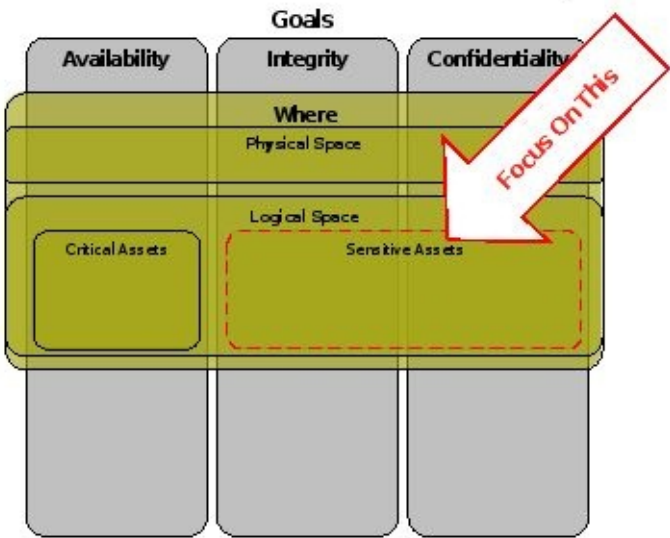 Goals
Availability Integrity Confidentiality
Where
Physical Space
Focus On This
Logical Space
Critical Assets Sensitive Assets